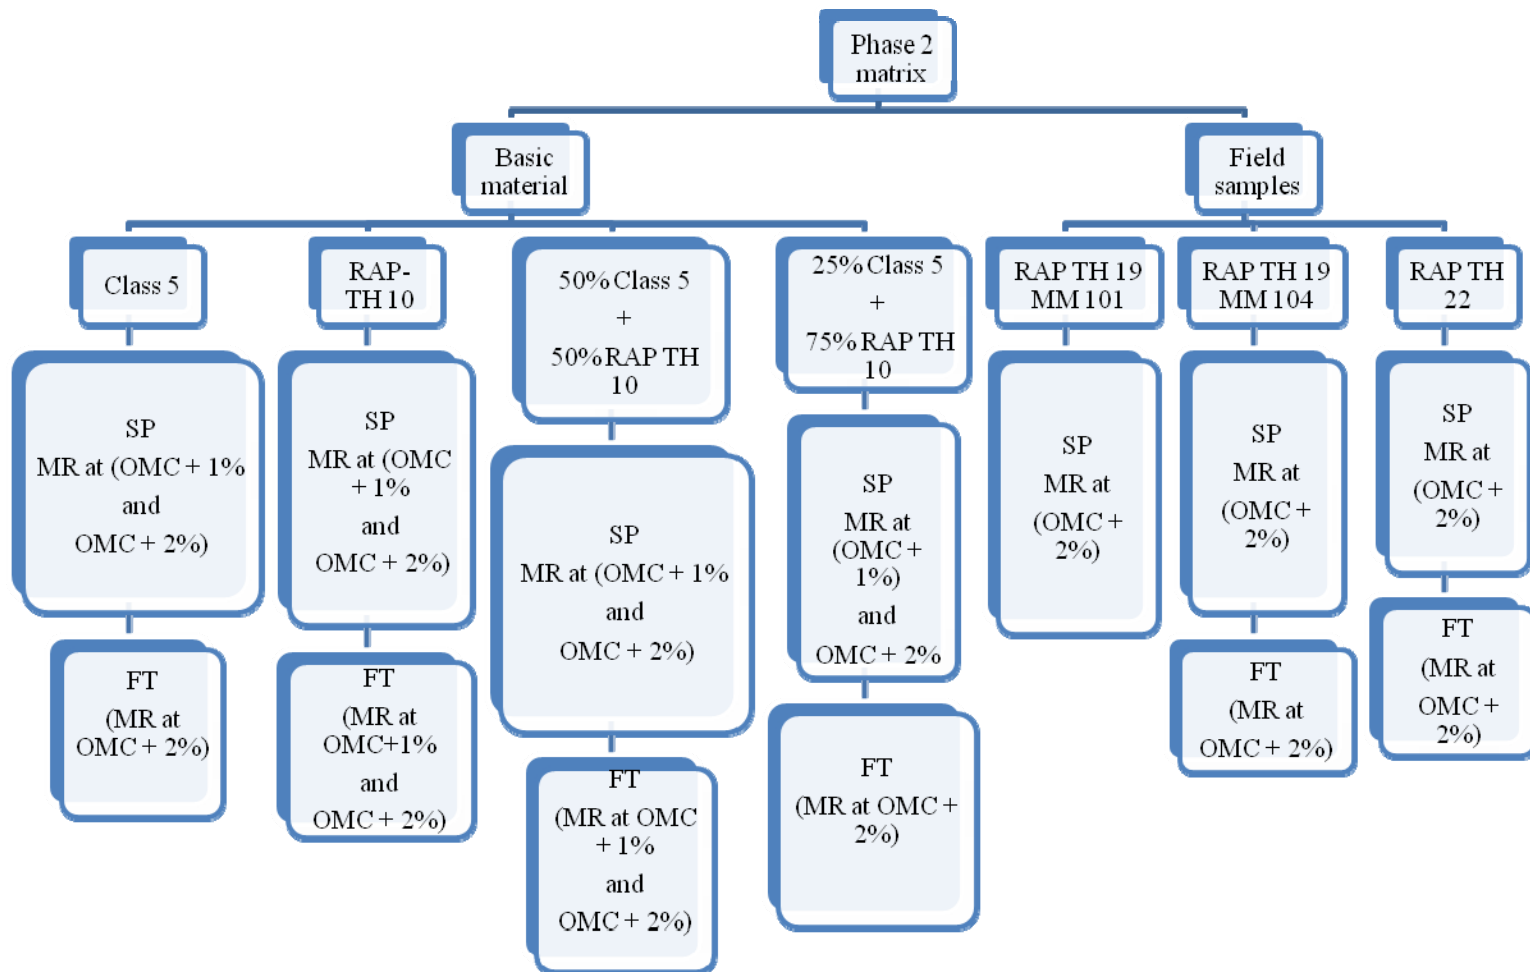 Phase 2
matrix
Basic
material
Field
samples
Class 5
RAP-
TH 10
50% Class 5
+
50% RAP TH
10
25% Class 5
+
75% RAP TH
10
RAP TH 19
MM 101
RAP TH 19
MM 104
RAP TH
22
SP
MR at (OMC + 1%
and
OMC + 2%)
SP
MR at (OMC
+ 1%
and
OMC + 2%)
SP
MR at (OMC + 1%
and
OMC + 2%)
SP
MR at
(OMC +
1%)
and
OMC + 2%
SP
MR at
(OMC +
2%)
SP
MR at
(OMC +
2%)
SP
MR at
(OMC +
2%)
FT
(MR at
OMC + 2%)
FT
(MR at
OMC+1%
and
OMC + 2%)
FT
(MR at OMC
+ 1%
and
OMC + 2%)
FT
(MR at OMC +
2%)
FT
(MR at
OMC + 2%)
FT
(MR at
OMC +
2%)